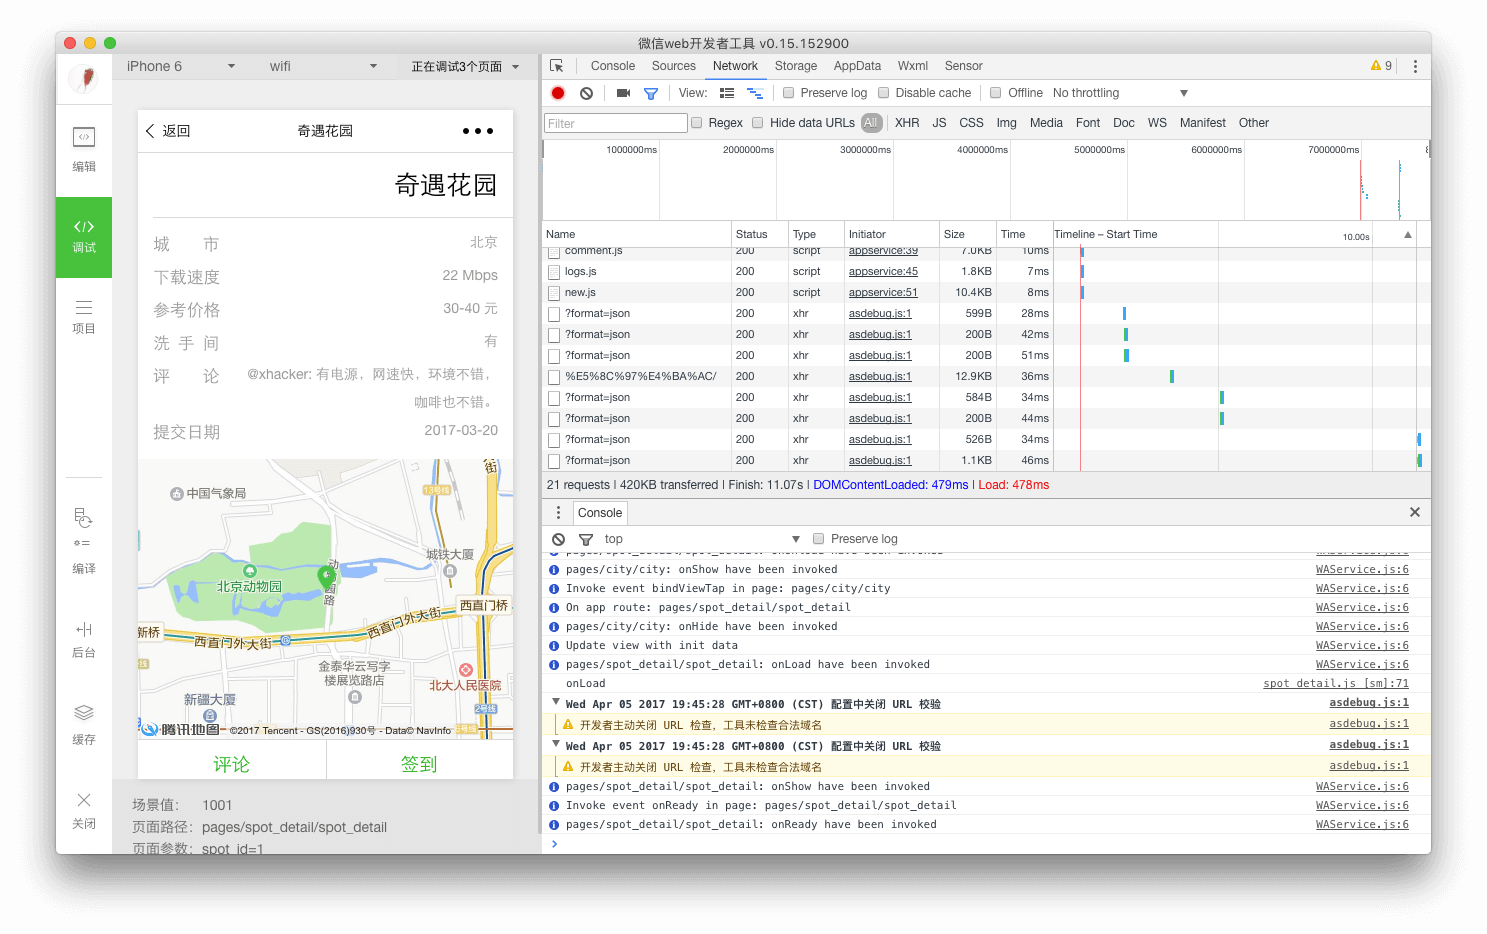 微信web开发者工具 v0.15.152900
iPhone 6
wifi
正在调试3个页面
编辑
调试
项目
编译
后台
缓存
关闭
返回
奇遇花园
奇遇花园
城 市
北京
下载速度
22 Mbps
参考价格
30-40 元
洗 手 间
有
评 论
@xhacker: 有电源，网速快，环境不错，
咖啡也不错。
提交日期
2017-03-20
中国气象局
13号线
城铁大厦
北京动物园
西直门桥
新桥
西直门外大街
西直门外大街
金泰华云写字
楼展览路店
北大人民医院
新疆大厦
2号线
腾讯地图
©2017 Tencent - GS(2016)930号 - Data© NavInfo
评论
签到
场景值： 1001
页面路径： pages/spot_detail/spot_detail
页面参数： spot_id=1
Console Sources Network Storage AppData Wxml Sensor
9
View: Preserve log Disable cache Offline No throttling
Filter
Regex Hide data URLs All XHR JS CSS Img Media Font Doc WS Manifest Other
1000000ms 2000000ms 3000000ms 4000000ms 5000000ms 6000000ms 7000000ms
Name Status Type Initiator Size Time Timeline – Start Time 10.00s
comment.js 200 script appservice:39 7.0KB 10ms
logs.js 200 script appservice:45 1.8KB 7ms
new.js 200 script appservice:51 10.4KB 8ms
?format=json 200 xhr asdebug.js:1 599B 28ms
?format=json 200 xhr asdebug.js:1 200B 42ms
?format=json 200 xhr asdebug.js:1 200B 51ms
%E5%8C%97%E4%BA%AC/ 200 xhr asdebug.js:1 12.9KB 36ms
?format=json 200 xhr asdebug.js:1 584B 34ms
?format=json 200 xhr asdebug.js:1 200B 44ms
?format=json 200 xhr asdebug.js:1 526B 34ms
?format=json 200 xhr asdebug.js:1 1.1KB 46ms
21 requests | 420KB transferred | Finish: 11.07s | DOMContentLoaded: 479ms | Load: 478ms
Console
top Preserve log
pages/city/city: onShow have been invoked WAService.js:6
Invoke event bindViewTap in page: pages/city/city WAService.js:6
On app route: pages/spot_detail/spot_detail WAService.js:6
pages/city/city: onHide have been invoked WAService.js:6
Update view with init data WAService.js:6
pages/spot_detail/spot_detail: onLoad have been invoked WAService.js:6
onLoad spot_detail.js [sm]:71
Wed Apr 05 2017 19:45:28 GMT+0800 (CST) 配置中关闭 URL 校验 asdebug.js:1
开发者主动关闭 URL 检查，工具未检查合法域名 asdebug.js:1
Wed Apr 05 2017 19:45:28 GMT+0800 (CST) 配置中关闭 URL 校验 asdebug.js:1
开发者主动关闭 URL 检查，工具未检查合法域名 asdebug.js:1
pages/spot_detail/spot_detail: onShow have been invoked WAService.js:6
Invoke event onReady in page: pages/spot_detail/spot_detail WAService.js:6
pages/spot_detail/spot_detail: onReady have been invoked WAService.js:6